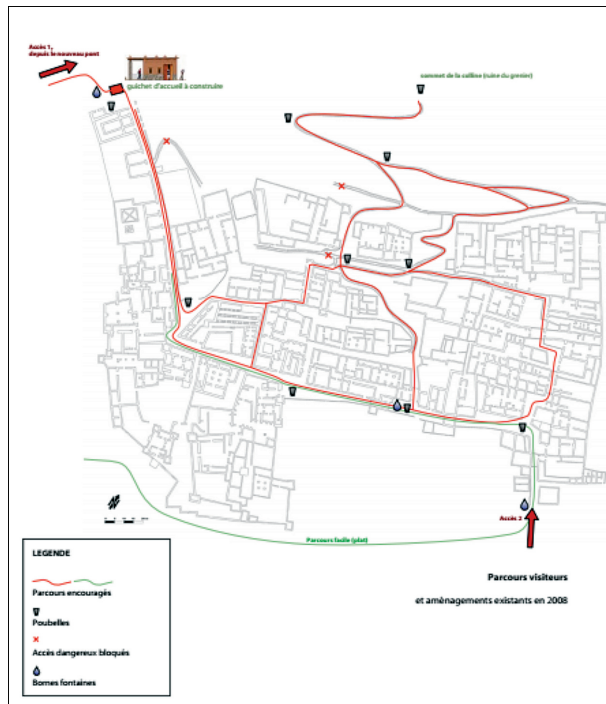 Accès 1,
depuis le nouveau pont
guichet d'accueil à construire
sommet de la colline (ruine du grenier)
Accès 2
Parcours facile (plat)
LEGENDE
Parcours encouragés
Poubelles
Accès dangereux bloqués
Bornes fontaines
Parcours visiteurs
et amènagements existants en 2008